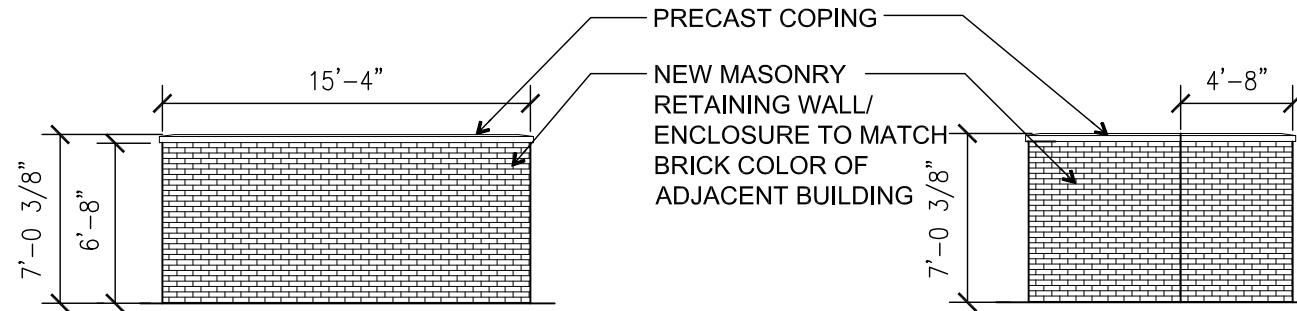 PRECAST COPING
15'-4"
NEW MASONRY
RETAINING WALL/
ENCLOSURE TO MATCH
BRICK COLOR OF
ADJACENT BUILDING
4'-8"
7'-0 3/8"
6'-8"
7'-0 3/8"